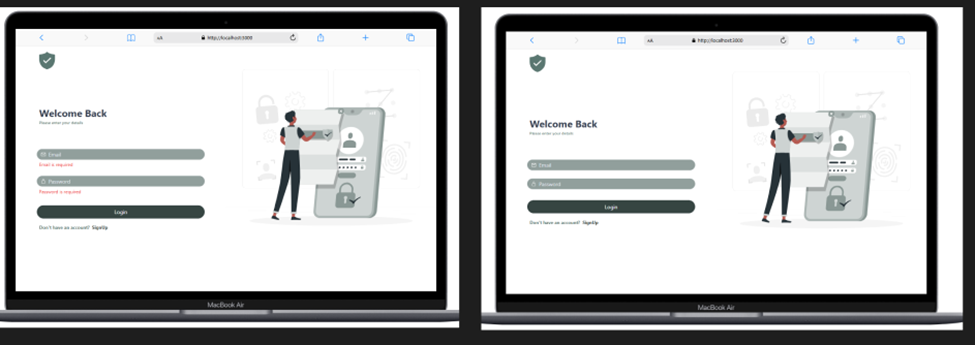 AA http://localhost:3000
Welcome Back
Please enter your details
Email
Email is required
Password
Password is required
Login
Don't have an account? SignUp
MacBook Air
AA http://localhost:3000
Welcome Back
Please enter your details
Email
Password
Login
Don't have an account? SignUp
MacBook Air